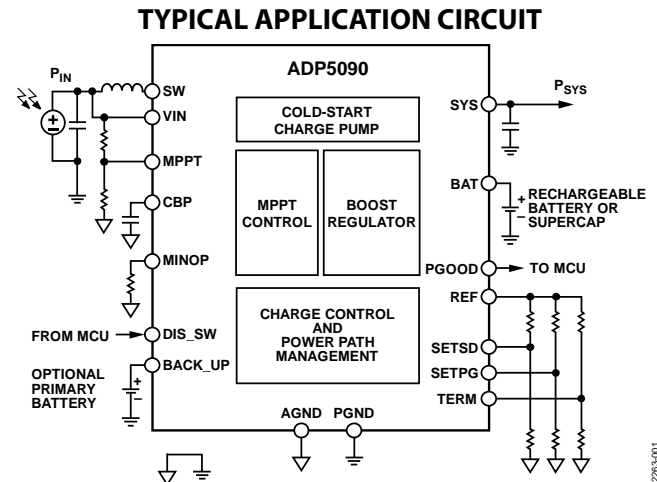 TYPICAL APPLICATION CIRCUIT
ADP5090
PIN
SW
VIN
MPPT
CBP
MINOP
FROM MCU
DIS_SW
BACK_UP
OPTIONAL
PRIMARY
BATTERY
COLD-START
CHARGE PUMP
MPPT
CONTROL
BOOST
REGULATOR
CHARGE CONTROL
AND
POWER PATH
MANAGEMENT
SYS
PSYS
BAT
+ RECHARGEABLE
BATTERY OR
– SUPERCAP
PGOOD
TO MCU
REF
SETSD
SETPG
TERM
AGND
PGND
2263-001